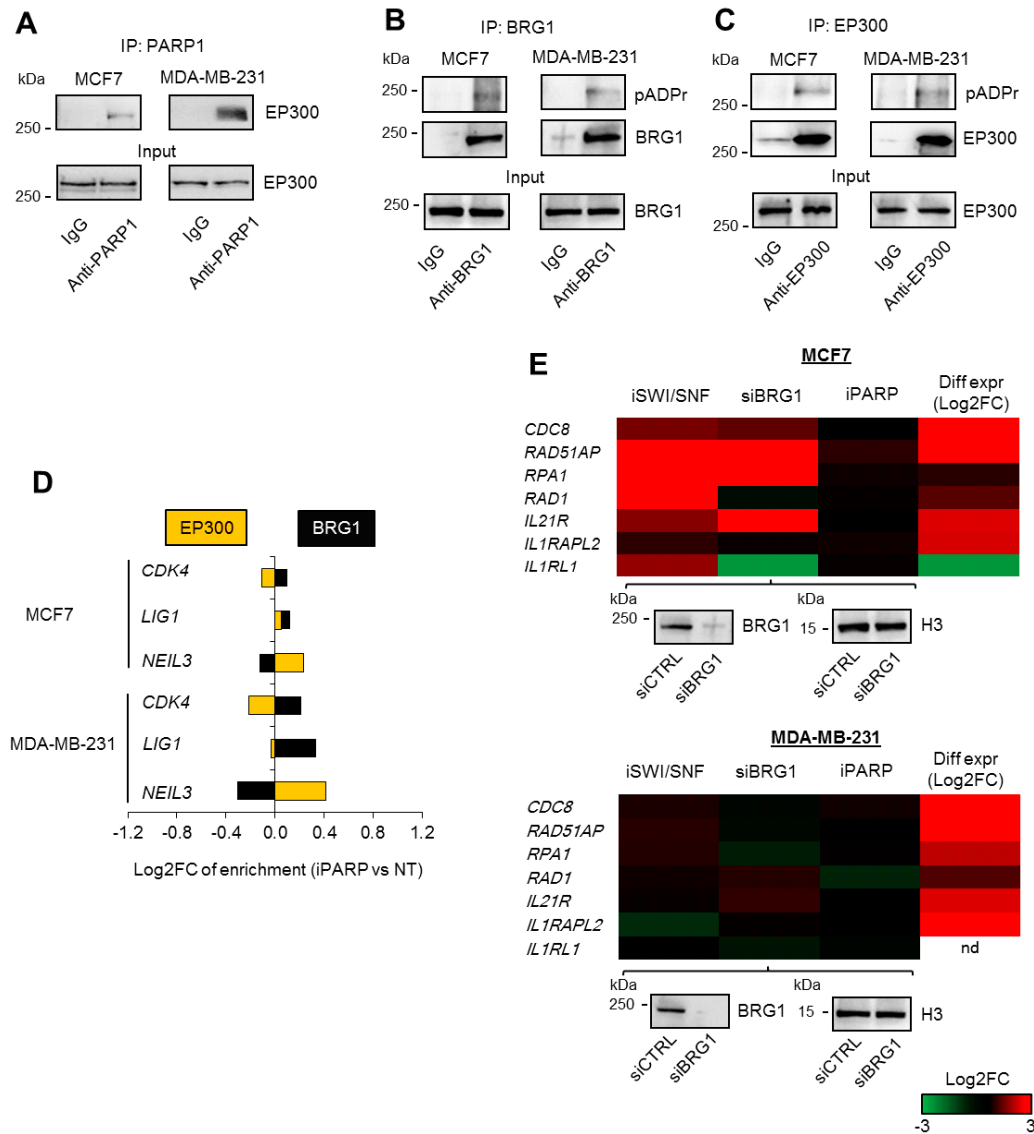 A
IP: PARP1
kDa
MCF7
MDA-MB-231
250
EP300
Input
250
EP300
IgG
Anti-PARP1
IgG
Anti-PARP1
B
IP: BRG1
kDa
MCF7
MDA-MB-231
250
pADPr
250
BRG1
Input
250
BRG1
IgG
Anti-BRG1
IgG
Anti-BRG1
C
IP: EP300
kDa
MCF7
MDA-MB-231
250
pADPr
250
EP300
Input
250
EP300
IgG
Anti-EP300
IgG
Anti-EP300
D
EP300
BRG1
MCF7
CDK4
LIG1
NEIL3
MDA-MB-231
CDK4
LIG1
NEIL3
-1.2 -0.8 -0.4 0.0 0.4 0.8 1.2
Log2FC of enrichment (iPARP vs NT)
E
MCF7
iSWI/SNF siBRG1 iPARP Diff expr
(Log2FC)
CDC8
RAD51AP
RPA1
RAD1
IL21R
IL1RAPL2
IL1RL1
kDa
250
BRG1
siCTRL
siBRG1
kDa
15
H3
siCTRL
siBRG1
MDA-MB-231
iSWI/SNF siBRG1 iPARP Diff expr
(Log2FC)
CDC8
RAD51AP
RPA1
RAD1
IL21R
IL1RAPL2
IL1RL1
nd
kDa
250
BRG1
siCTRL
siBRG1
kDa
15
H3
siCTRL
siBRG1
Log2FC
-3 3